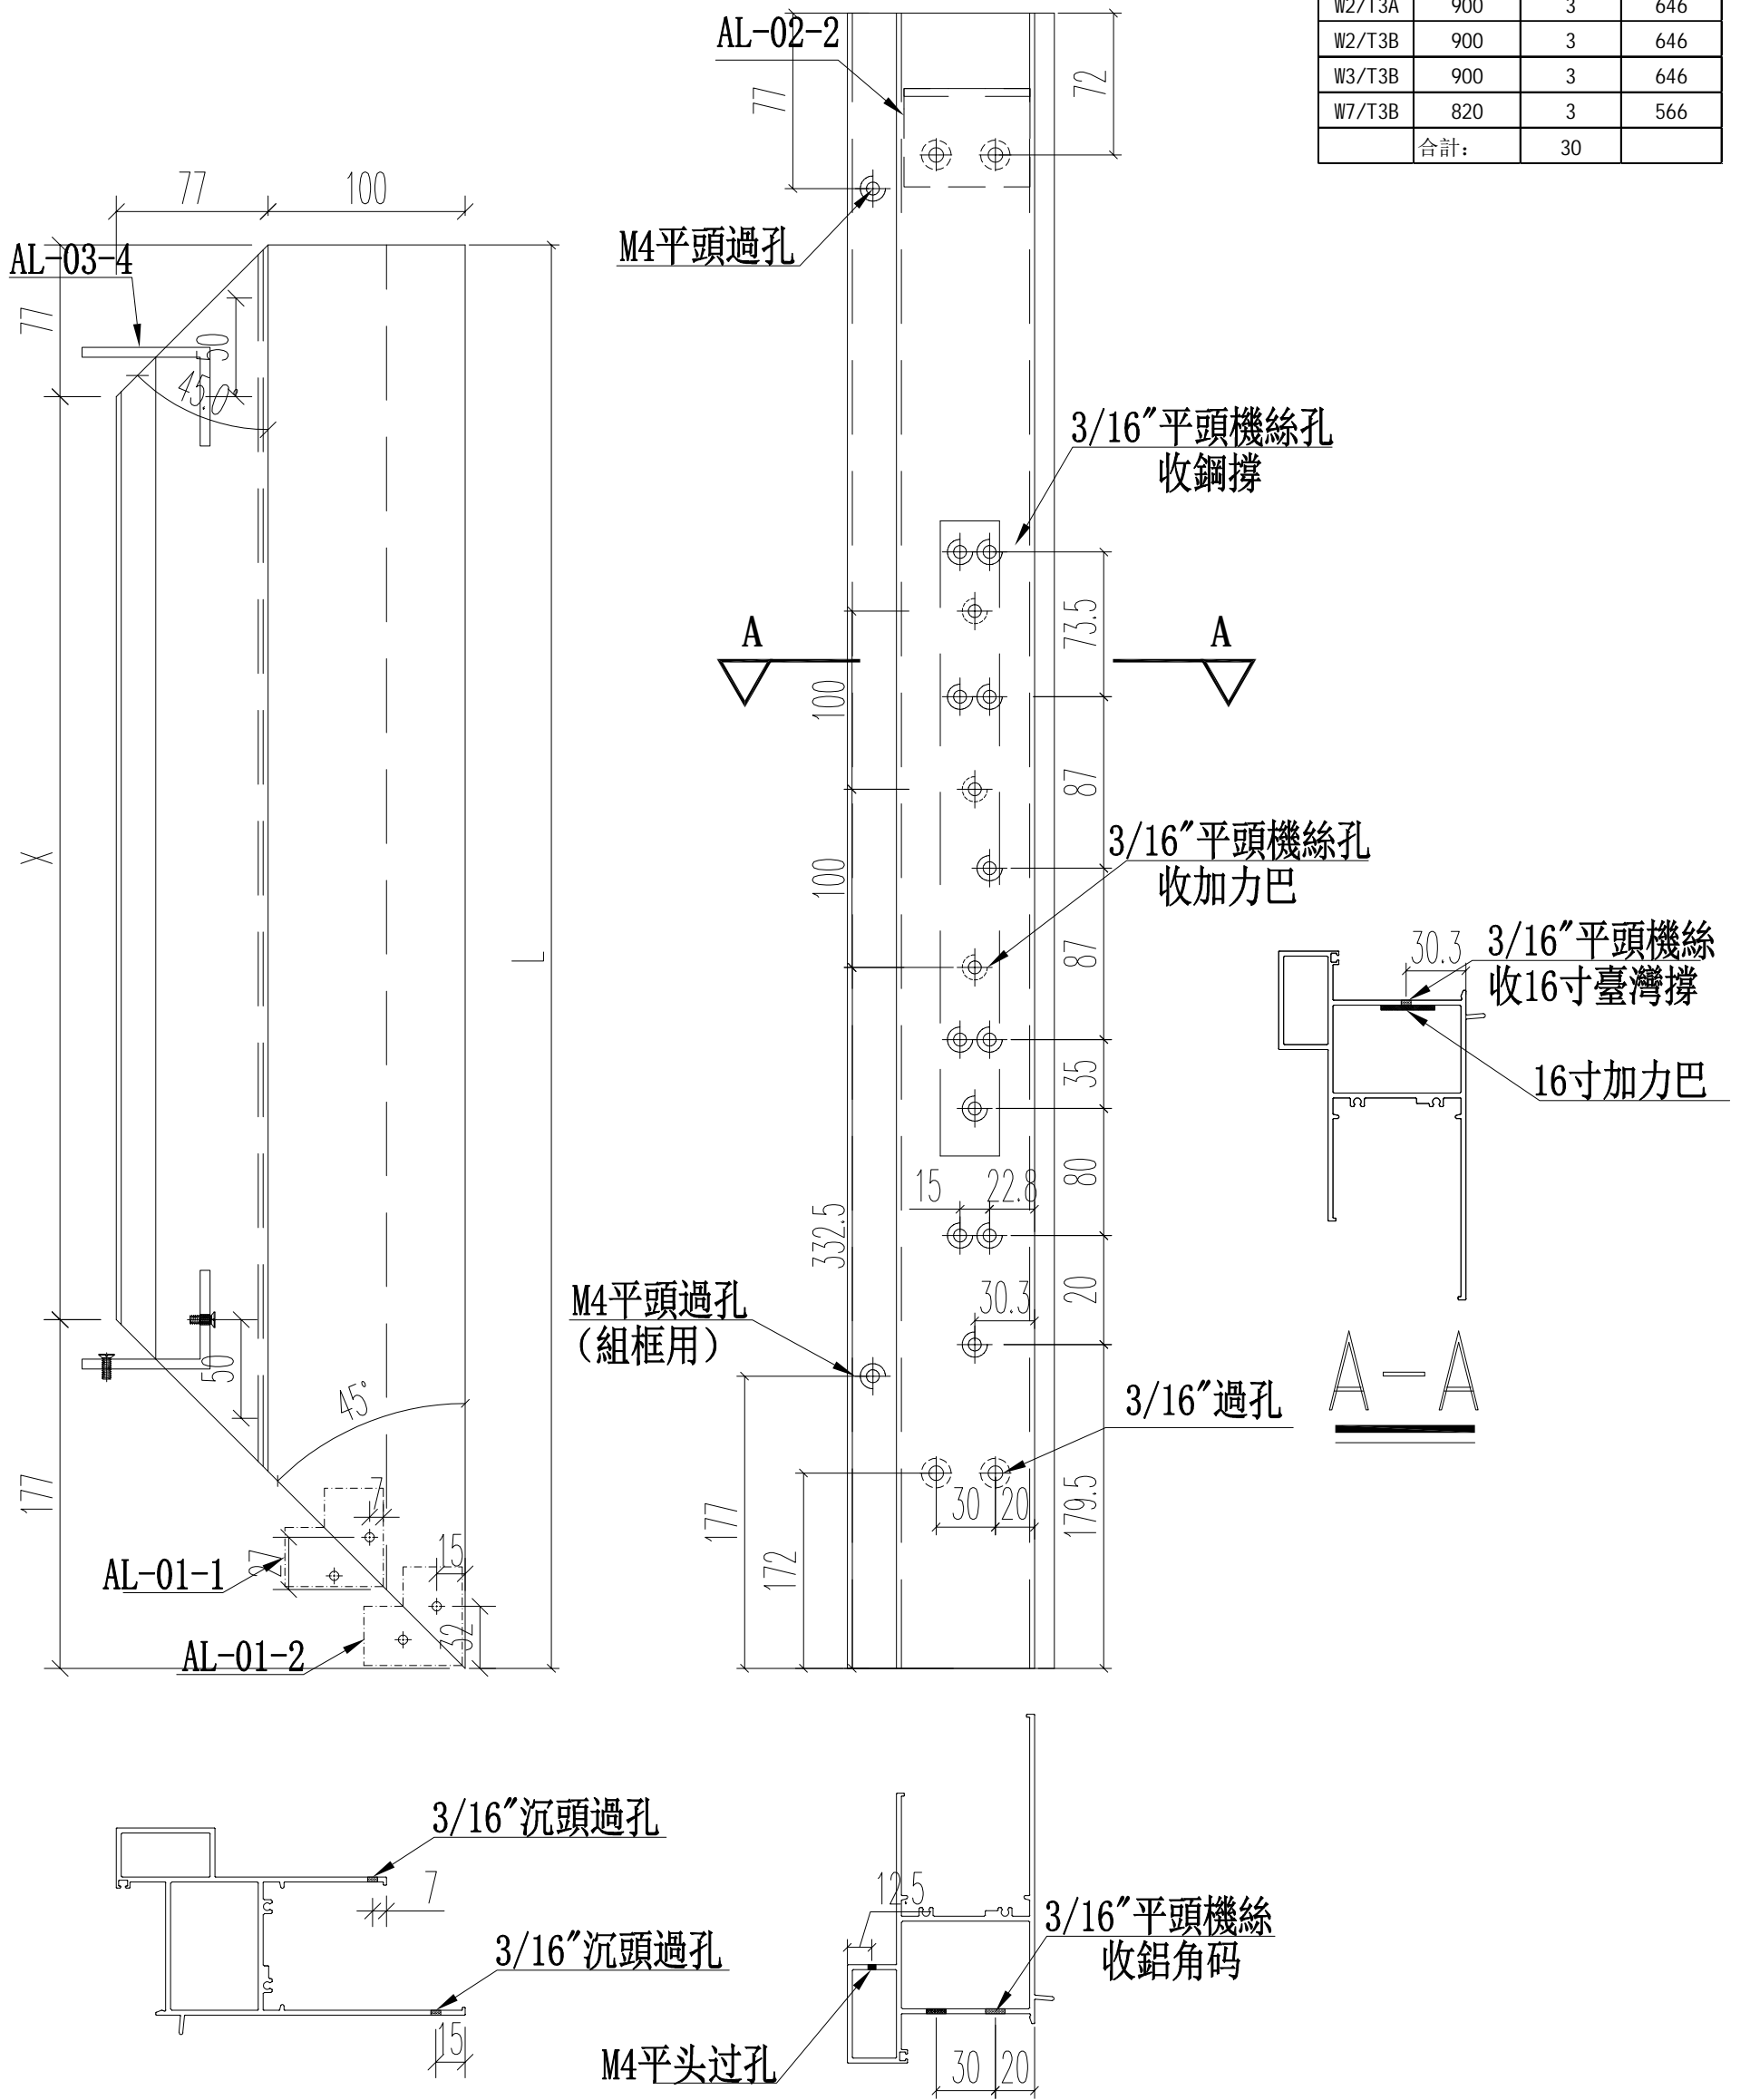 W2/T3A 900 3 646
W2/T3B 900 3 646
W3/T3B 900 3 646
W7/T3B 820 3 566
合計: 30
AL-02-2
77
72
M4平頭過孔
77
100
AL-03-4
77
50
45.0°
X
L
177
50
45°
7
27
15
32
AL-01-1
AL-01-2
3/16"平頭機絲孔
收鋼撐
A
A
73.5
100
87
100
3/16"平頭機絲孔
收加力巴
87
35
80
15
22.8
332.5
20
30.3
M4平頭過孔
(組框用)
3/16"過孔
30
20
179.5
177
172
30.3
3/16"平頭機絲
收16寸臺灣撐
16寸加力巴
A-A
3/16"沉頭過孔
7
3/16"沉頭過孔
15
12.5
3/16"平頭機絲
收鋁角码
M4平头过孔
30
20